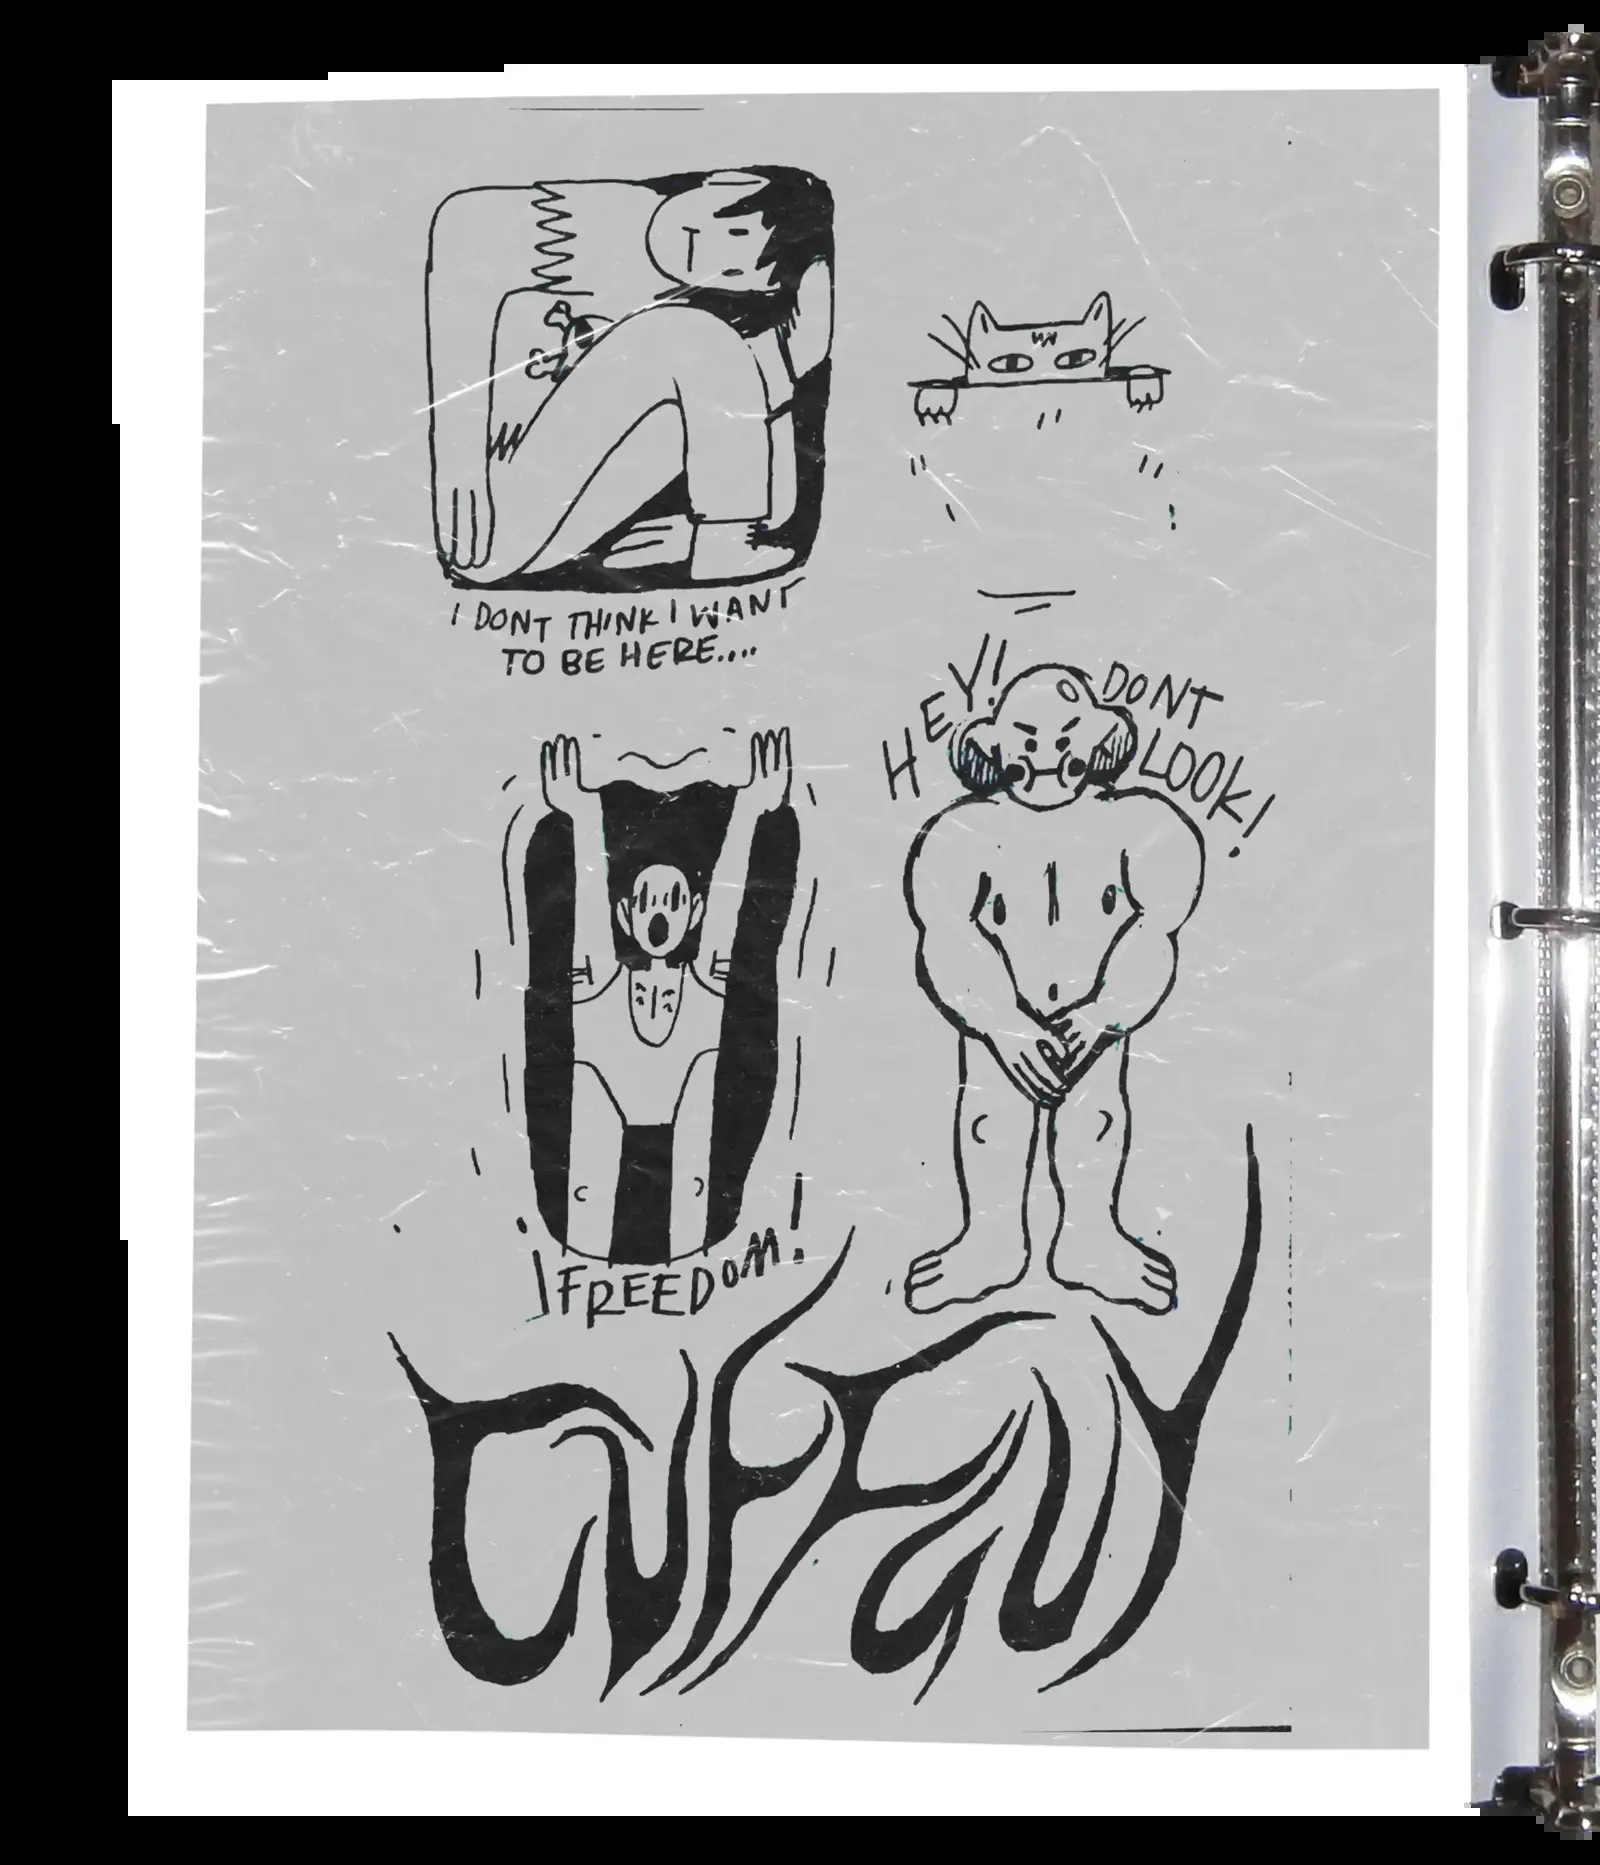 I DONT THINK I WANT
TO BE HERE....
HEY! DONT
LOOK!
¡FREEDOM!